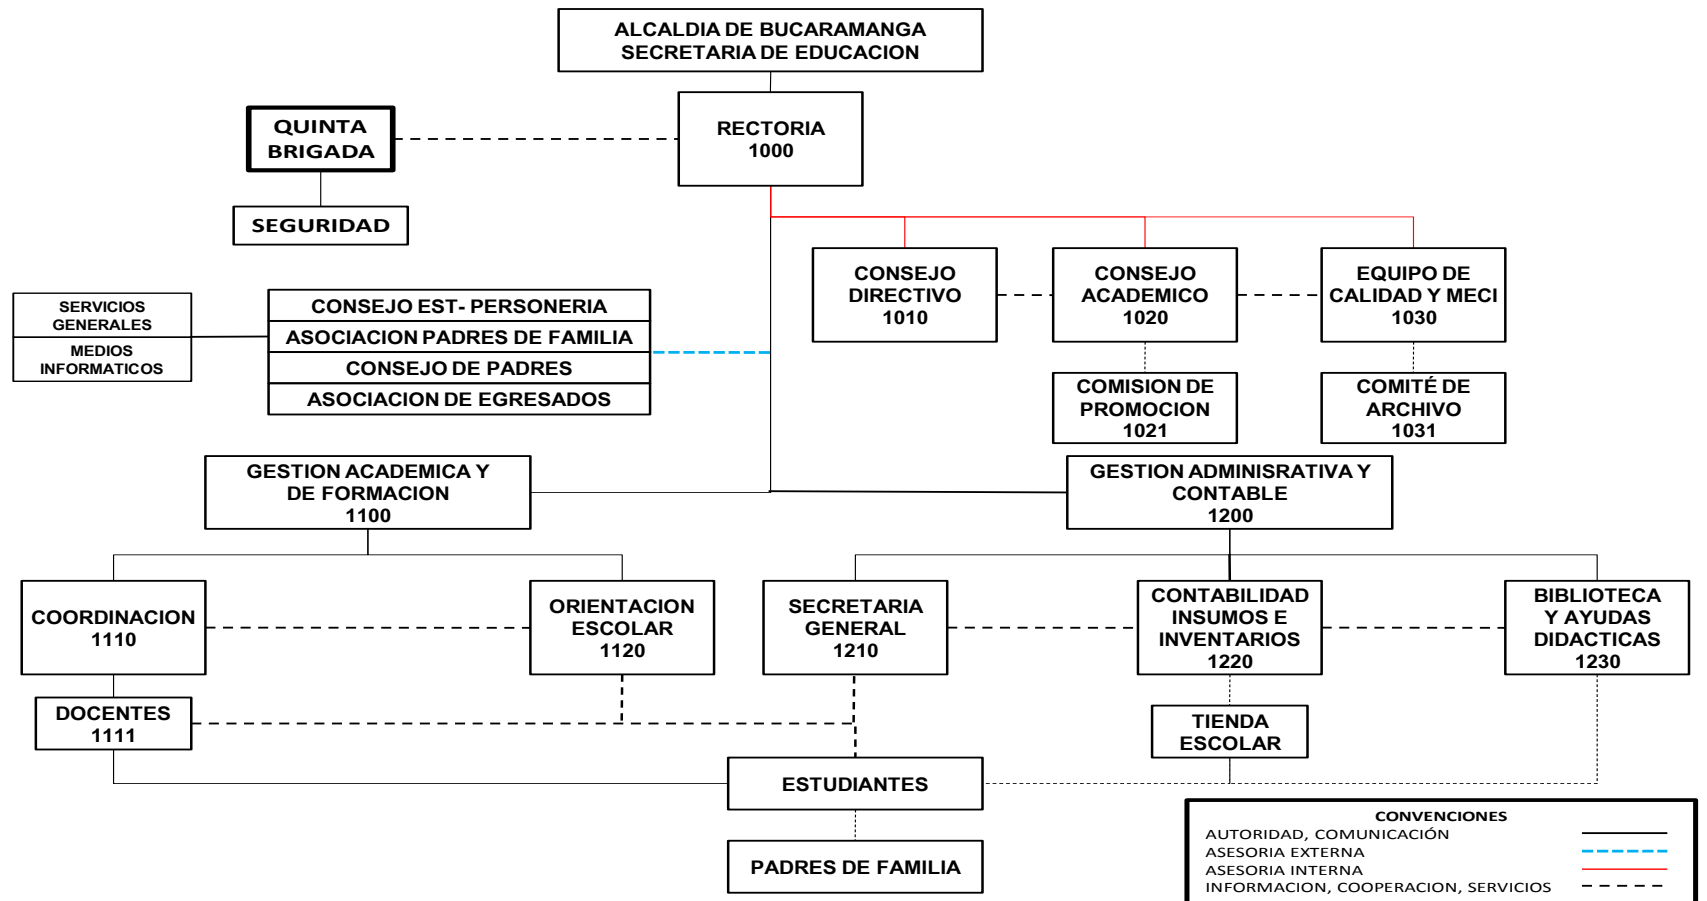 ALCALDIA DE BUCARAMANGA
SECRETARIA DE EDUCACION
QUINTA
BRIGADA
RECTORIA
1000
SEGURIDAD
CONSEJO
DIRECTIVO
1010
CONSEJO
ACADEMICO
1020
EQUIPO DE
CALIDAD Y MECI
1030
SERVICIOS
GENERALES
MEDIOS
INFORMATICOS
CONSEJO EST- PERSONERIA
ASOCIACION PADRES DE FAMILIA
CONSEJO DE PADRES
ASOCIACION DE EGRESADOS
COMISION DE
PROMOCION
1021
COMITÉ DE
ARCHIVO
1031
GESTION ACADEMICA Y
DE FORMACION
1100
GESTION ADMINISRATIVA Y
CONTABLE
1200
COORDINACION
1110
ORIENTACION
ESCOLAR
1120
SECRETARIA
GENERAL
1210
CONTABILIDAD
INSUMOS E
INVENTARIOS
1220
BIBLIOTECA
Y AYUDAS
DIDACTICAS
1230
DOCENTES
1111
TIENDA
ESCOLAR
ESTUDIANTES
PADRES DE FAMILIA
CONVENCIONES
AUTORIDAD, COMUNICACIÓN
ASESORIA EXTERNA
ASESORIA INTERNA
INFORMACION, COOPERACION, SERVICIOS